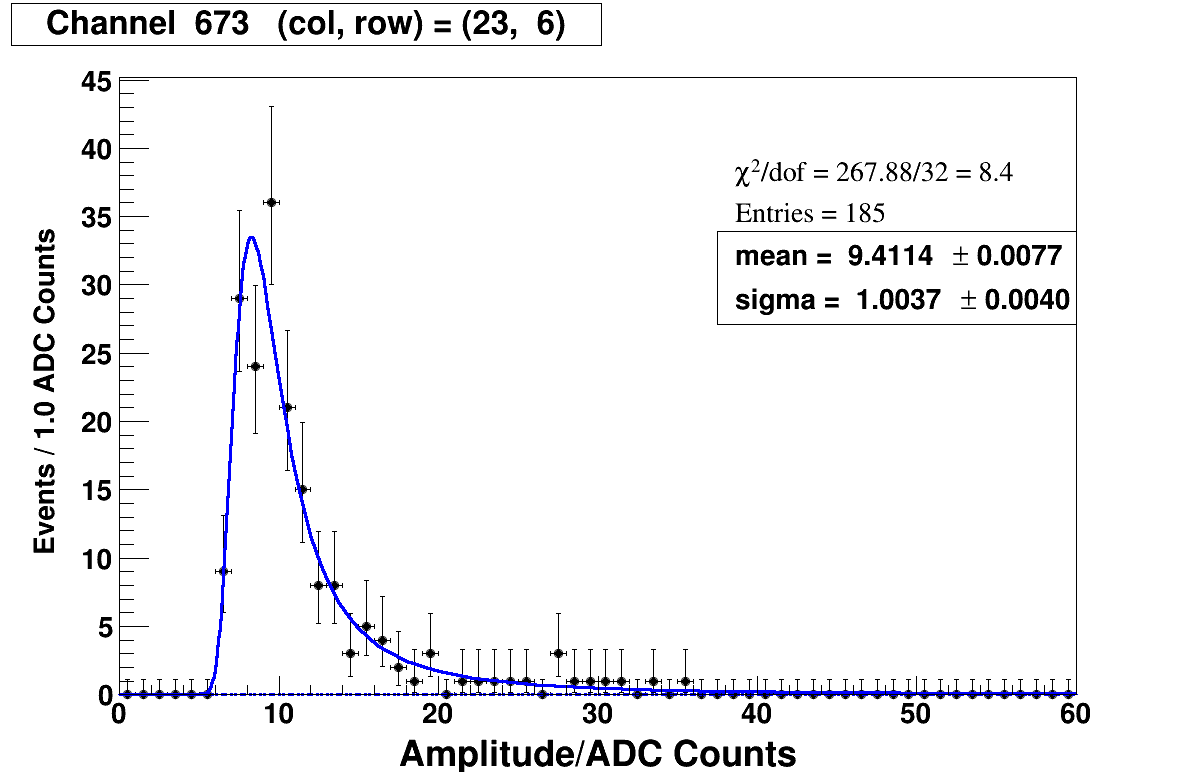 Channel 673 (col, row) = (23, 6)
45
40
35
30
25
20
15
10
5
0
Events / 1.0 ADC Counts
χ²/dof = 267.88/32 = 8.4
Entries = 185
mean = 9.4114 ± 0.0077
sigma = 1.0037 ± 0.0040
0 10 20 30 40 50 60
Amplitude/ADC Counts